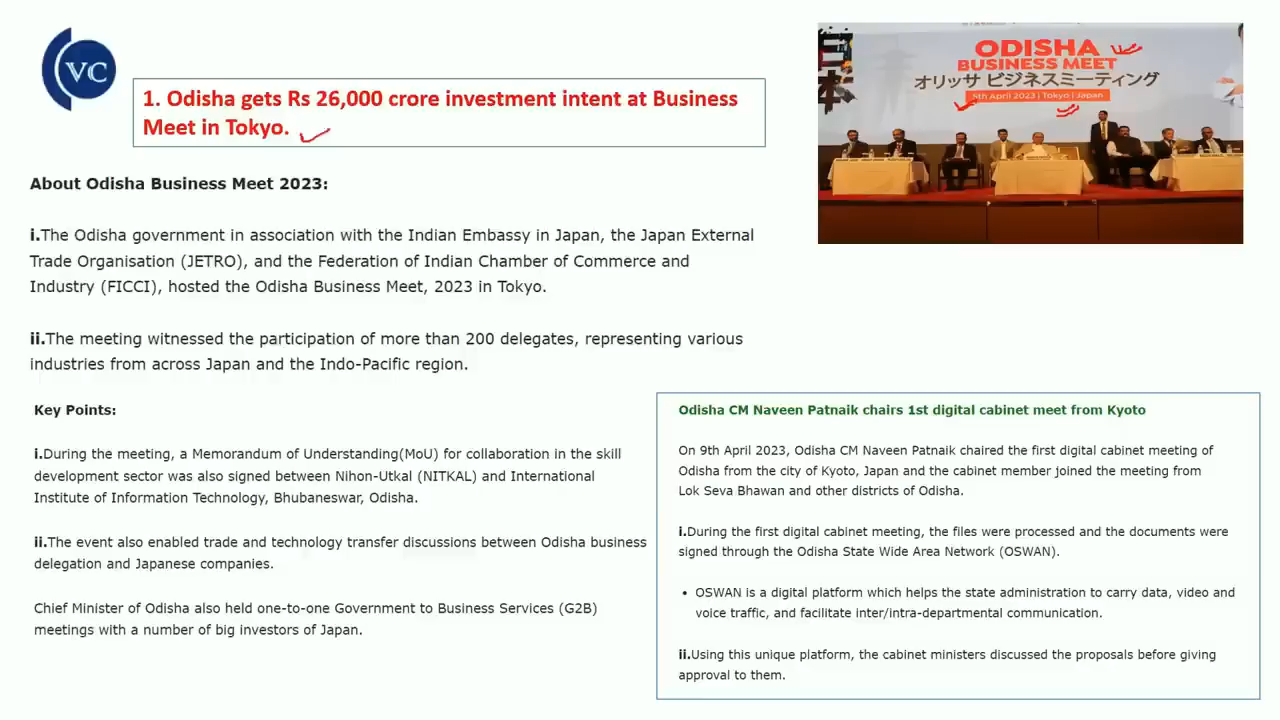 VC
1. Odisha gets Rs 26,000 crore investment intent at Business
Meet in Tokyo.
ODISHA
BUSINESS MEET
オリッサ ビジネスミーティング
5th April 2023 | Tokyo | Japan
日
本
About Odisha Business Meet 2023:
i.The Odisha government in association with the Indian Embassy in Japan, the Japan External
Trade Organisation (JETRO), and the Federation of Indian Chamber of Commerce and
Industry (FICCI), hosted the Odisha Business Meet, 2023 in Tokyo.
ii.The meeting witnessed the participation of more than 200 delegates, representing various
industries from across Japan and the Indo-Pacific region.
Key Points:
i.During the meeting, a Memorandum of Understanding(MoU) for collaboration in the skill
development sector was also signed between Nihon-Utkal (NITKAL) and International
Institute of Information Technology, Bhubaneswar, Odisha.
ii.The event also enabled trade and technology transfer discussions between Odisha business
delegation and Japanese companies.
Chief Minister of Odisha also held one-to-one Government to Business Services (G2B)
meetings with a number of big investors of Japan.
Odisha CM Naveen Patnaik chairs 1st digital cabinet meet from Kyoto
On 9th April 2023, Odisha CM Naveen Patnaik chaired the first digital cabinet meeting of
Odisha from the city of Kyoto, Japan and the cabinet member joined the meeting from
Lok Seva Bhawan and other districts of Odisha.
i.During the first digital cabinet meeting, the files were processed and the documents were
signed through the Odisha State Wide Area Network (OSWAN).
• OSWAN is a digital platform which helps the state administration to carry data, video and
voice traffic, and facilitate inter/intra-departmental communication.
ii.Using this unique platform, the cabinet ministers discussed the proposals before giving
approval to them.